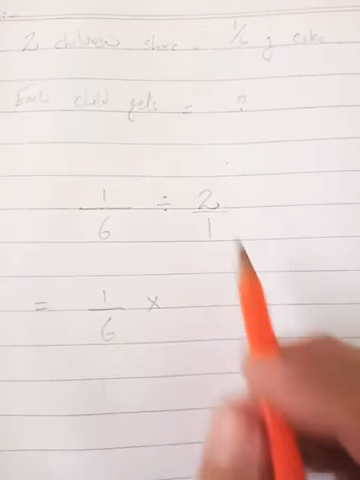 2 children share 1/6 of cake
Each child gets = ?
1/6 ÷ 2/1
= 1/6 ×